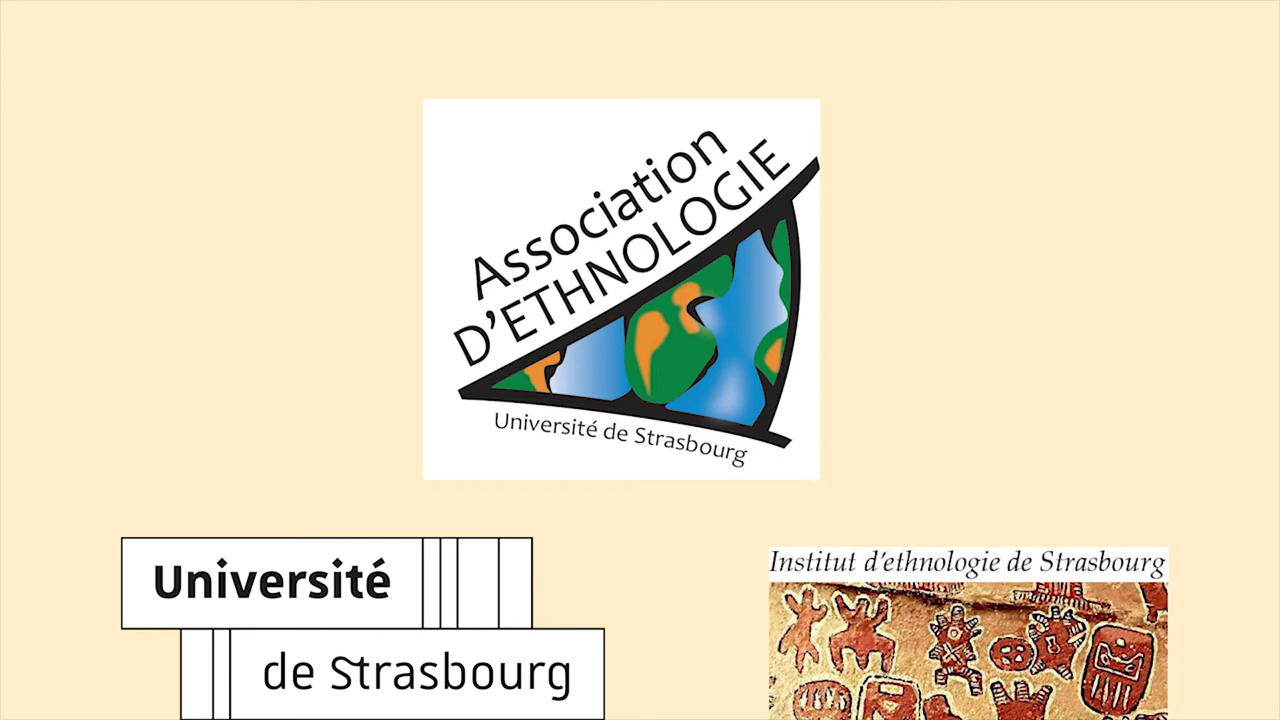 Association
D'ETHNOLOGIE
Université de Strasbourg
Université
de Strasbourg
Institut d'ethnologie de Strasbourg